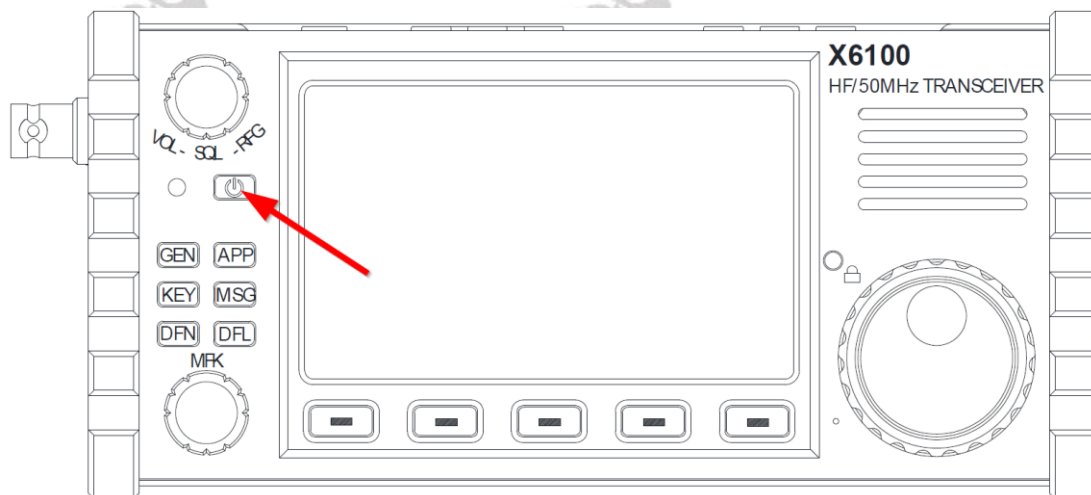 X6100
HF/50MHz TRANSCEIVER
VOL- SQL -RFG
GEN APP
KEY MSG
DFN DFL
MFK